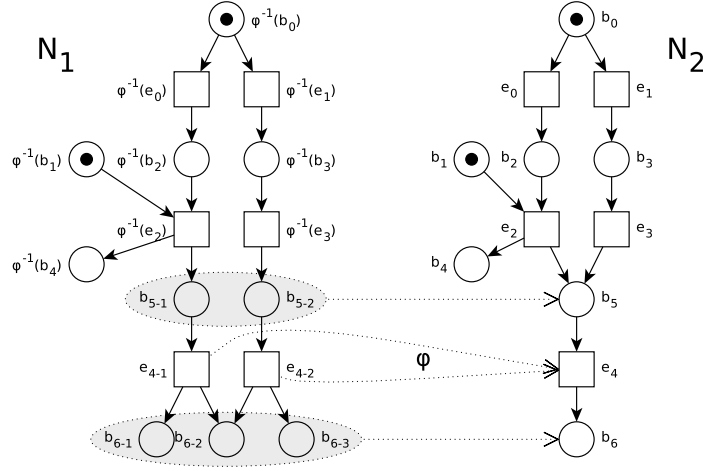 φ⁻¹(b₀) b₀
N₁ N₂
φ⁻¹(e₀) φ⁻¹(e₁) e₀ e₁
φ⁻¹(b₁) φ⁻¹(b₂) φ⁻¹(b₃) b₁ b₂ b₃
φ⁻¹(e₂) φ⁻¹(e₃) e₂ e₃
φ⁻¹(b₄) b₄
b₅₋₁ b₅₋₂ b₅
e₄₋₁ e₄₋₂ φ e₄
b₆₋₁ b₆₋₂ b₆₋₃ b₆